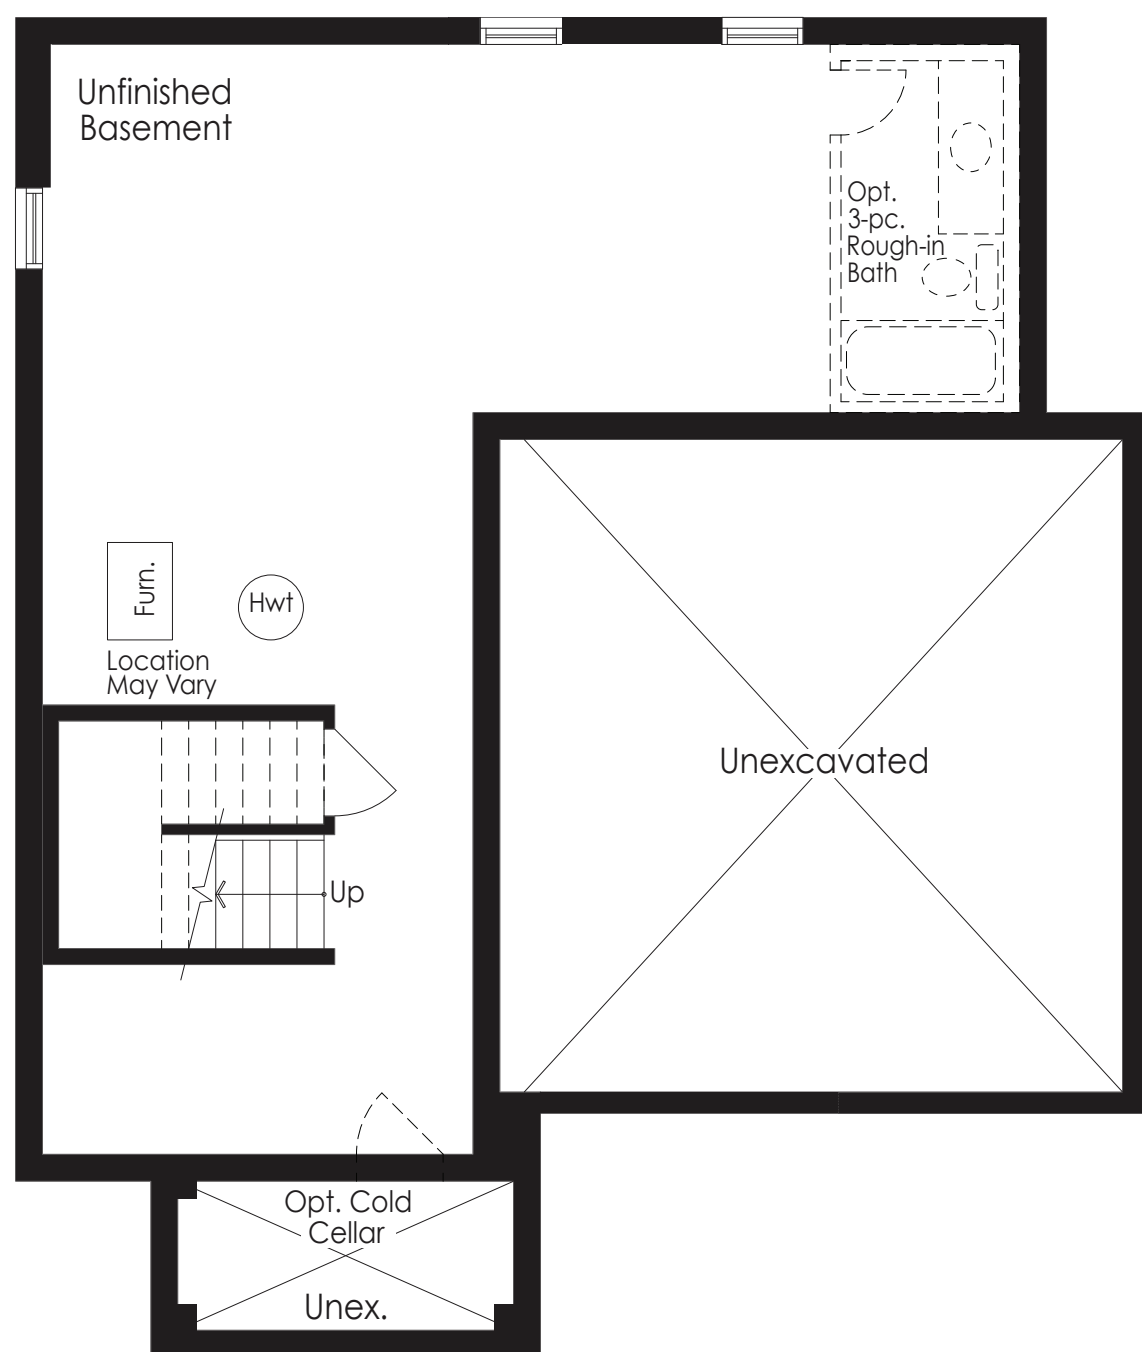 Unfinished
Basement
Opt.
3-pc.
Rough-in
Bath
Furn.
Hwt
Location
May Vary
Unexcavated
Up
Opt. Cold
Cellar
Unex.